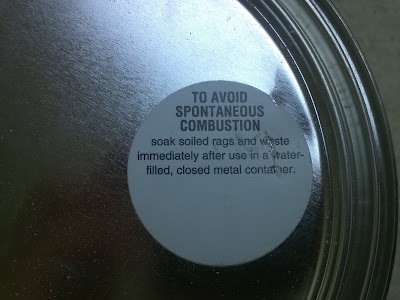 TO AVOID
SPONTANEOUS
COMBUSTION
soak soiled rags and waste
immediately after use in a water-
filled, closed metal container.